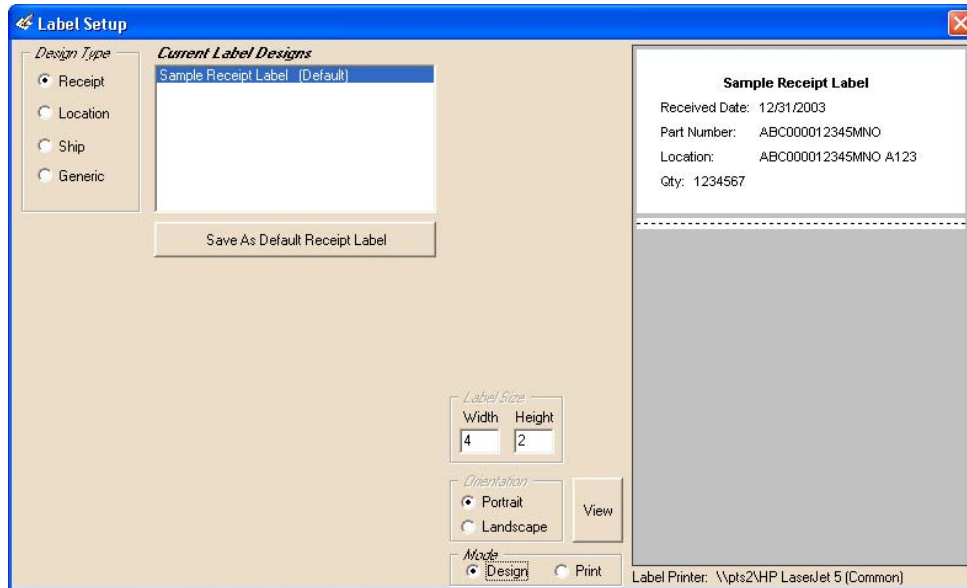 Label Setup
Design Type
Receipt
Location
Ship
Generic
Current Label Designs
Sample Receipt Label (Default)
Save As Default Receipt Label
Label Size
Width Height
4 2
Orientation
Portrait
Landscape
View
Mode
Design Print
Sample Receipt Label
Received Date: 12/31/2003
Part Number: ABC000012345MNO
Location: ABC000012345MNO A123
Qty: 1234567
Label Printer: \\pts2\HP LaserJet 5 (Common)